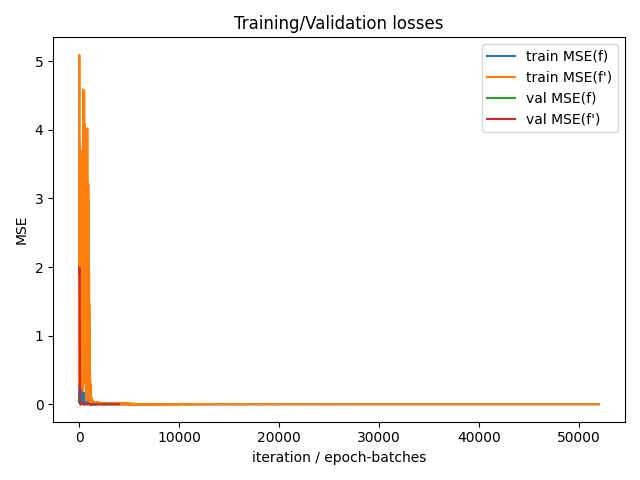 Training/Validation losses
train MSE(f)
train MSE(f')
val MSE(f)
val MSE(f')
MSE
5
4
3
2
1
0
0 10000 20000 30000 40000 50000
iteration / epoch-batches